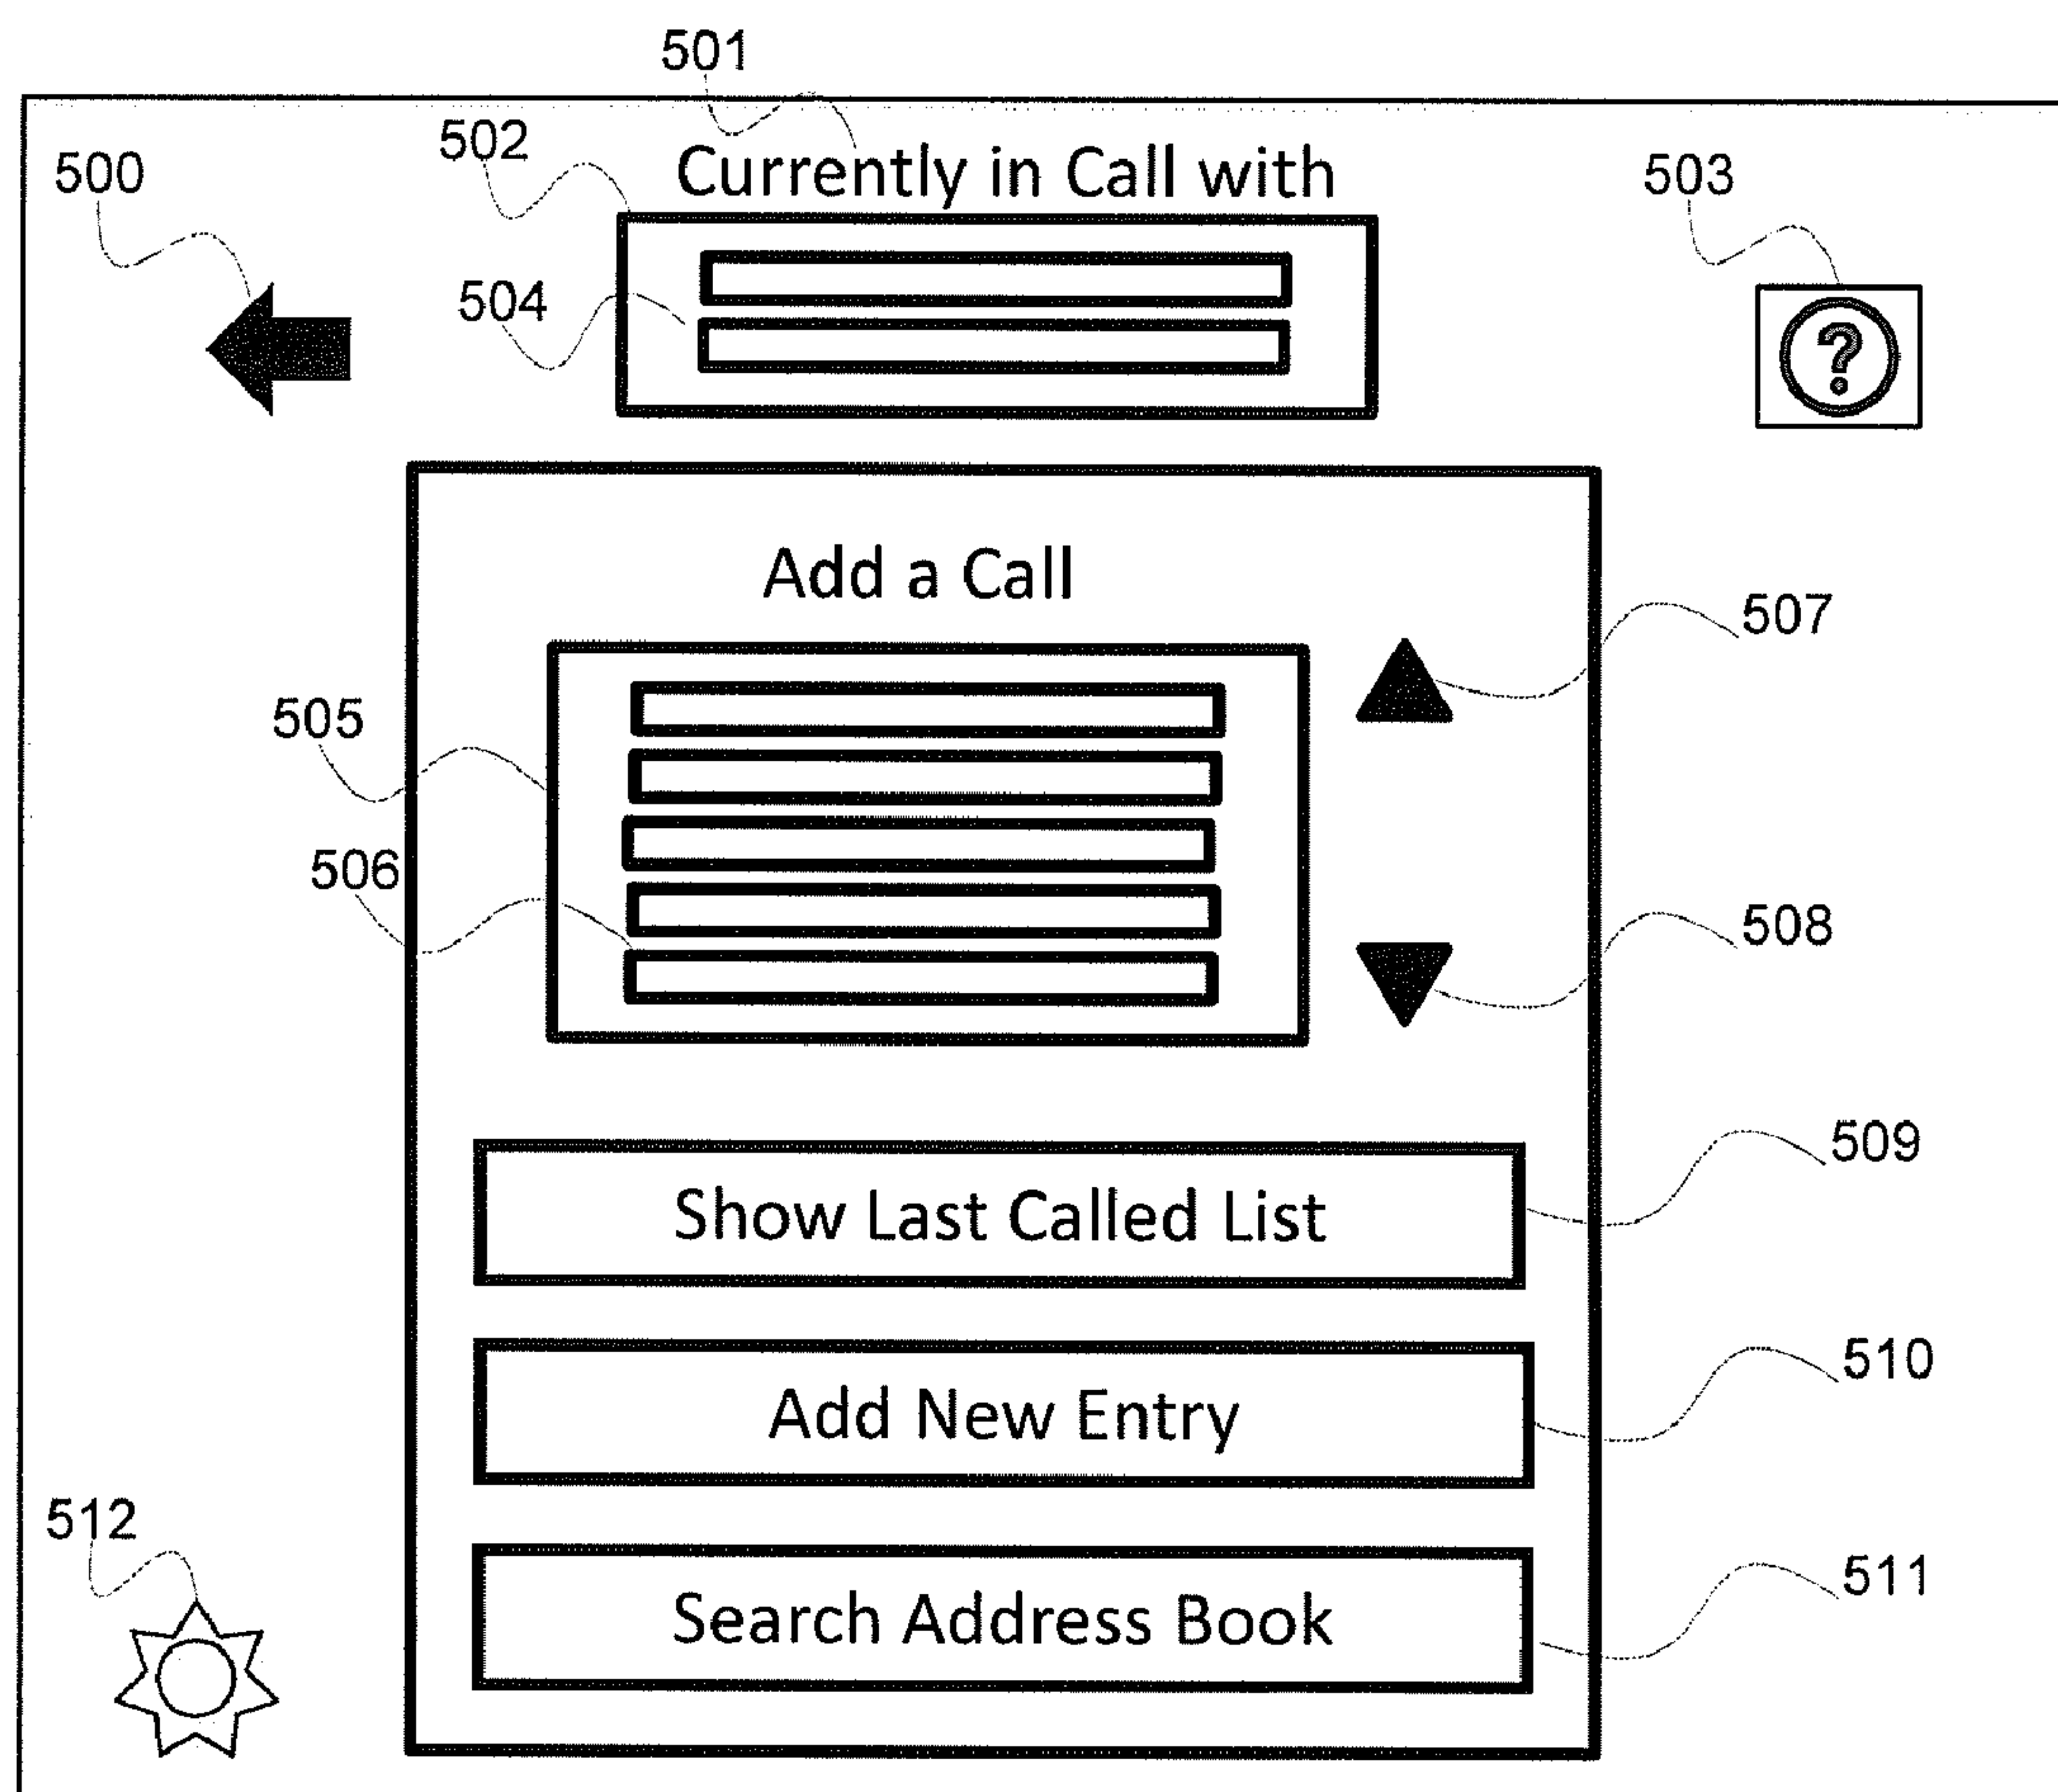 501
502
Currently in Call with
500
503
504
?
Add a Call
507
505
506
508
509
Show Last Called List
510
Add New Entry
512
511
Search Address Book